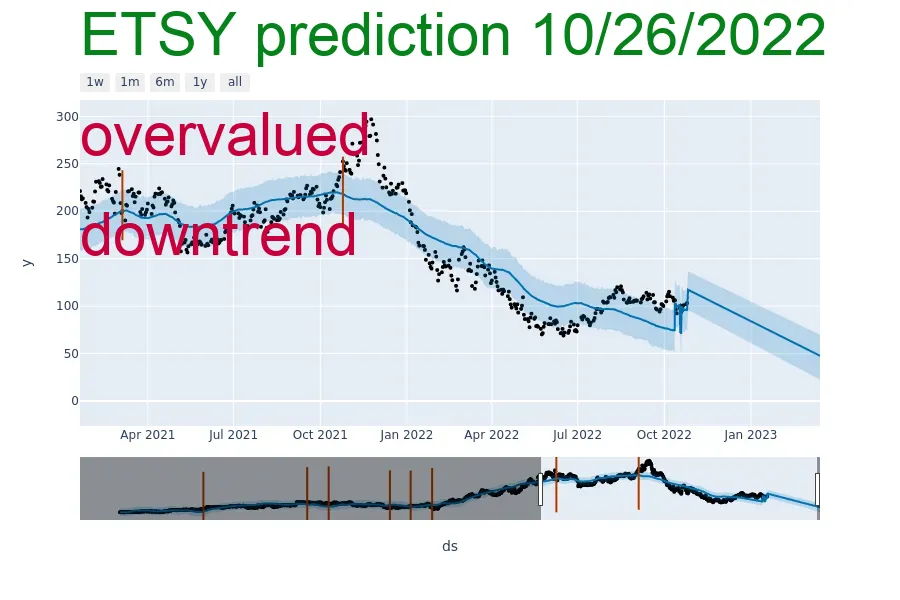 ETSY prediction 10/26/2022
1w 1m 6m 1y all
300
overvalued
250
200
downtrend
150
y
100
50
0
Apr 2021 Jul 2021 Oct 2021 Jan 2022 Apr 2022 Jul 2022 Oct 2022 Jan 2023
ds